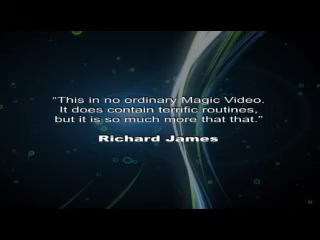 "This in no ordinary Magic Video.
It does contain terrific routines,
but it is so much more that that."
Richard James